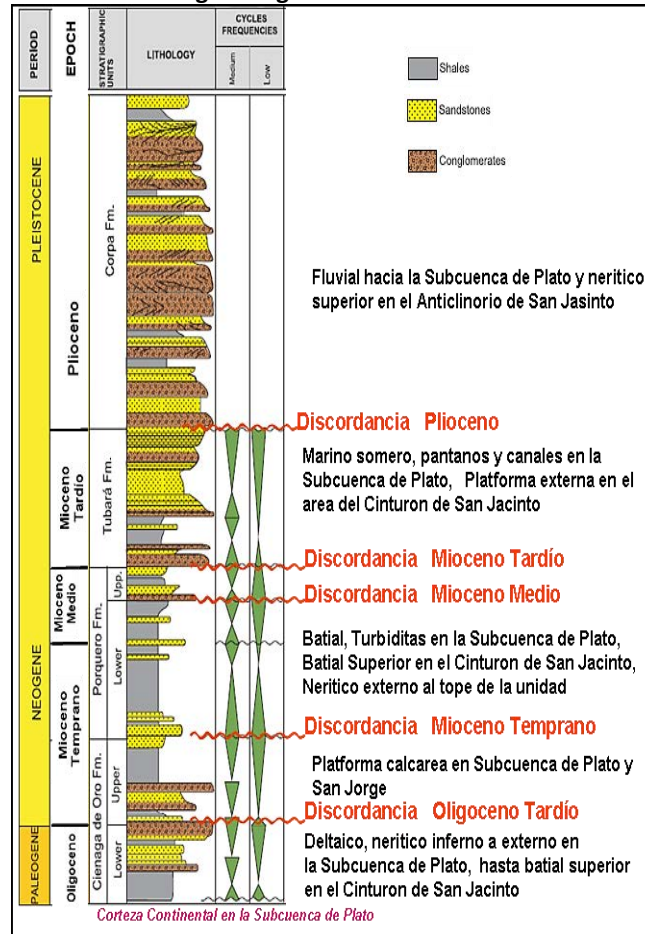 PERIOD
EPOCH
STRATIGRAPHIC
UNITS
LITHOLOGY
CYCLES
FREQUENCIES
Medium
Low
Shales
Sandstones
Conglomerates
PLEISTOCENE
NEOGENE
PALEOGENE
Plioceno
Mioceno
Tardío
Mioceno
Medio
Mioceno
Temprano
Oligoceno
Corpa Fm.
Tubará Fm.
Porquero Fm.
Upp.
Lower
Cienaga de Oro Fm.
Upper
Lower
Fluvial hacia la Subcuenca de Plato y neritico
superior en el Anticlinorio de San Jasinto
Discordancia Plioceno
Marino somero, pantanos y canales en la
Subcuenca de Plato, Platforma externa en el
area del Cinturon de San Jacinto
Discordancia Mioceno Tardío
Discordancia Mioceno Medio
Batial, Turbiditas en la Subcuenca de Plato,
Batial Superior en el Cinturon de San Jacinto,
Neritico externo al tope de la unidad
Discordancia Mioceno Temprano
Platforma calcarea en Subcuenca de Plato y
San Jorge
Discordancia Oligoceno Tardío
Deltaico, neritico inferno a externo en
la Subcuenca de Plato, hasta batial superior
en el Cinturon de San Jacinto
Corteza Continental en la Subcuenca de Plato